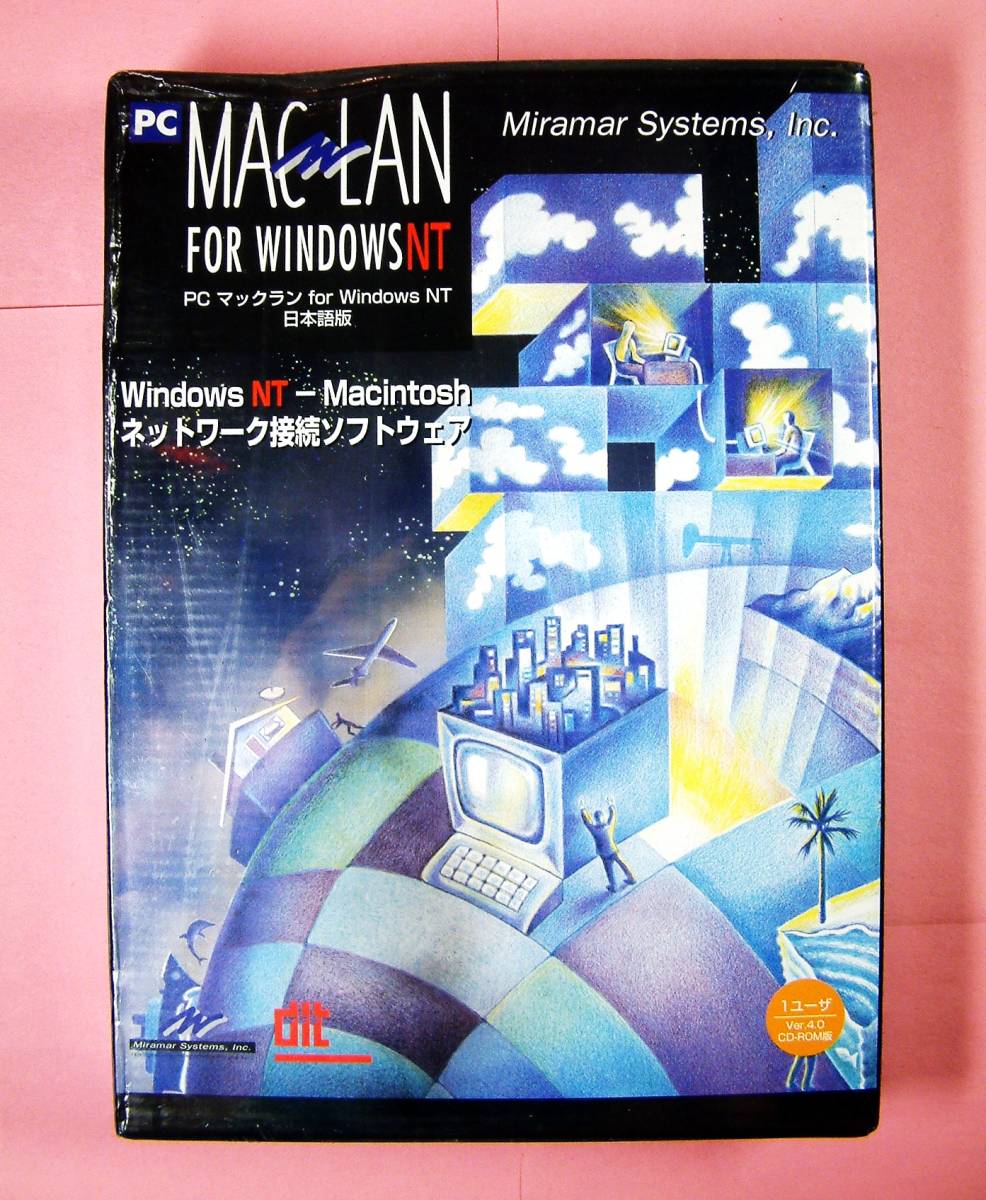 PC
MAC LAN
Miramar Systems, Inc.
FOR WINDOWS NT
PC マックラン for Windows NT
日本語版
Windows NT − Macintosh
ネットワーク接続ソフトウェア
Miramar Systems, Inc.
dit
1ユーザ
Ver.4.0
CD-ROM版